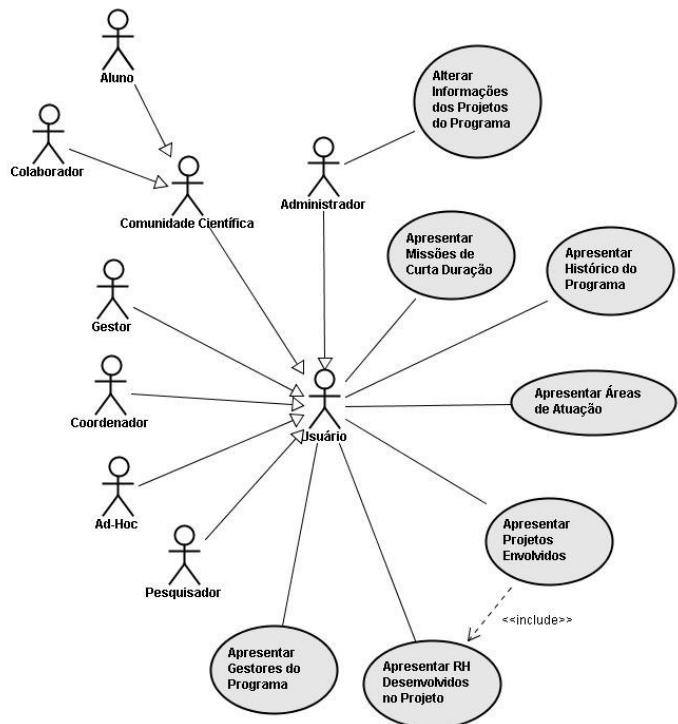 Aluno
Alterar
Informações
dos Projetos
do Programa
Colaborador
Comunidade Científica
Administrador
Apresentar
Missões de
Curta Duração
Apresentar
Histórico do
Programa
Gestor
Apresentar Áreas
de Atuação
Coordenador
Usuário
Ad-Hoc
Apresentar
Projetos
Envolvidos
Pesquisador
<<include>>
Apresentar
Gestores do
Programa
Apresentar RH
Desenvolvidos
no Projeto